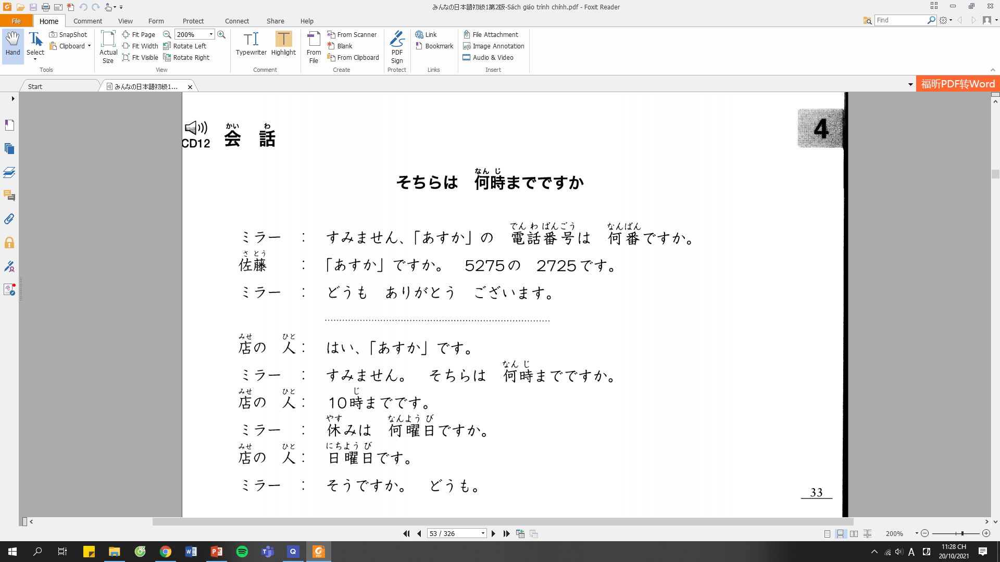 みんなの日本語初級1第2版-Sách giáo trình chính.pdf - Foxit Reader
File Home Comment View Form Protect Connect Share Help
Find
Hand
Select
SnapShot
Clipboard
Tools
Actual Size
Fit Page
Fit Width
Fit Visible
200%
Rotate Left
Rotate Right
View
Typewriter
Highlight
Comment
From File
From Scanner
Blank
From Clipboard
Create
PDF Sign
Protect
Link
Bookmark
Links
File Attachment
Image Annotation
Audio & Video
Insert
Start
みんなの日本語初級1...
福昕PDF转Word
CD12
かい わ
会 話
4
なん じ
そちらは 何時までですか
でん わ ばんごう なんばん
ミラー : すみません、「あすか」の 電話番号は 何番ですか。
さ とう
佐藤 : 「あすか」ですか。 5275の 2725です。
ミラー : どうも ありがとう ございます。
みせ ひと
店の 人: はい、「あすか」です。
なん じ
ミラー : すみません。 そちらは 何時までですか。
みせ ひと じ
店の 人: 10時までです。
やす なんよう び
ミラー : 休みは 何曜日ですか。
みせ ひと にちよう び
店の 人: 日曜日です。
ミラー : そうですか。 どうも。
33
53 / 326
200%
A
11:28 CH
20/10/2021